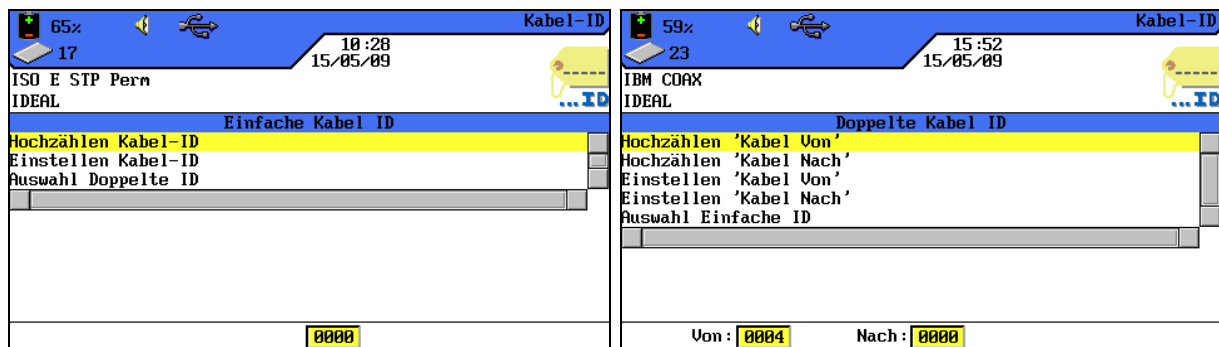 65% Kabel-ID
17 10:28
15/05/09
ISO E STP Perm
IDEAL ...ID
Einfache Kabel ID
Hochzählen Kabel-ID
Einstellen Kabel-ID
Auswahl Doppelte ID
0000
59% Kabel-ID
23 15:52
15/05/09
IBM COAX
IDEAL ...ID
Doppelte Kabel ID
Hochzählen 'Kabel Von'
Hochzählen 'Kabel Nach'
Einstellen 'Kabel Von'
Einstellen 'Kabel Nach'
Auswahl Einfache ID
Von: 0004 Nach: 0000